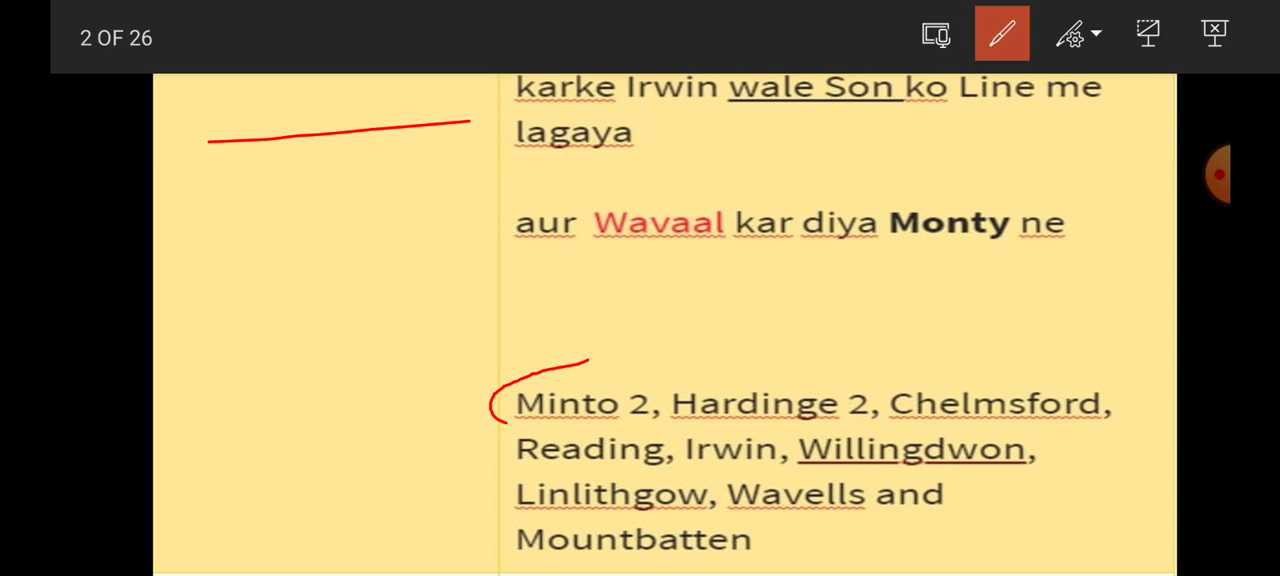 2 OF 26
karke Irwin wale Son ko Line me
lagaya
aur Wavaal kar diya Monty ne
Minto 2, Hardinge 2, Chelmsford,
Reading, Irwin, Willingdwon,
Linlithgow, Wavells and
Mountbatten